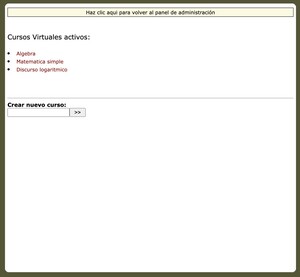 Haz clic aqui para volver al panel de administración
Cursos Virtuales activos:
Algebra
Matematica simple
Discurso logaritmico
Crear nuevo curso:
>>